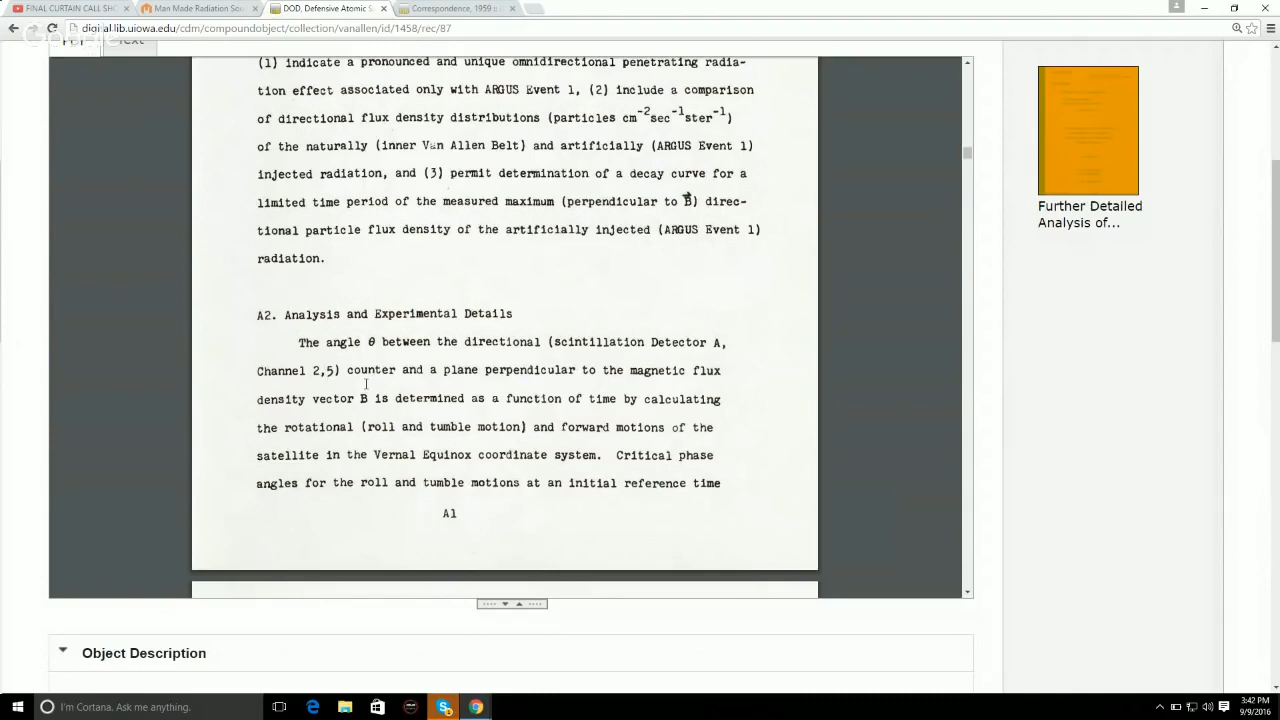 FINAL CURTAIN CALL SHO
Man Made Radiation Sou
DOD, Defensive Atomic S
Correspondence, 1959 a
digital.lib.uiowa.edu/cdm/compoundobject/collection/vanallen/id/1458/rec/87
Text
(1) indicate a pronounced and unique omnidirectional penetrating radia-
tion effect associated only with ARGUS Event 1, (2) include a comparison
of directional flux density distributions (particles cm⁻²sec⁻¹ster⁻¹)
of the naturally (inner Van Allen Belt) and artificially (ARGUS Event 1)
injected radiation, and (3) permit determination of a decay curve for a
limited time period of the measured maximum (perpendicular to B⃗) direc-
tional particle flux density of the artificially injected (ARGUS Event 1)
radiation.
A2. Analysis and Experimental Details
The angle θ between the directional (scintillation Detector A,
Channel 2,5) counter and a plane perpendicular to the magnetic flux
density vector B is determined as a function of time by calculating
the rotational (roll and tumble motion) and forward motions of the
satellite in the Vernal Equinox coordinate system. Critical phase
angles for the roll and tumble motions at an initial reference time
A1
Further Detailed
Analysis of...
Object Description
I'm Cortana. Ask me anything.
3:42 PM
9/9/2016